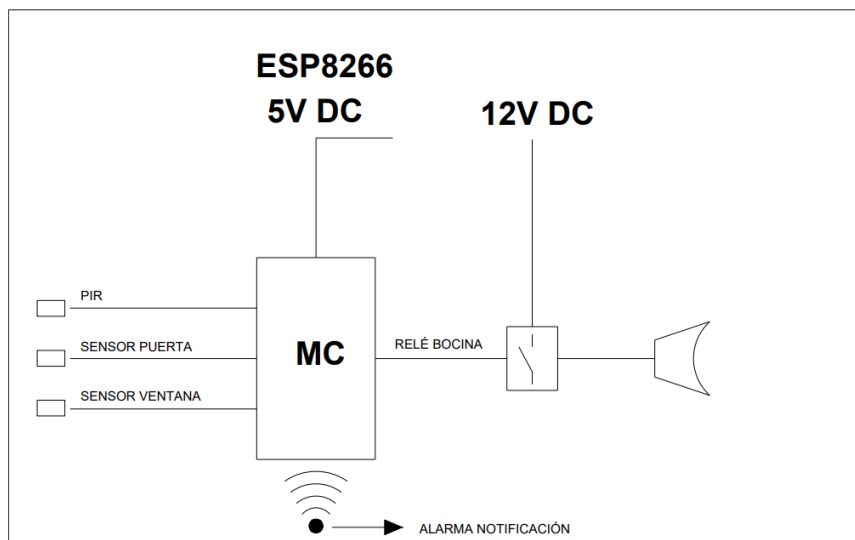 ESP8266
5V DC
12V DC
PIR
SENSOR PUERTA
MC
RELÉ BOCINA
SENSOR VENTANA
ALARMA NOTIFICACIÓN